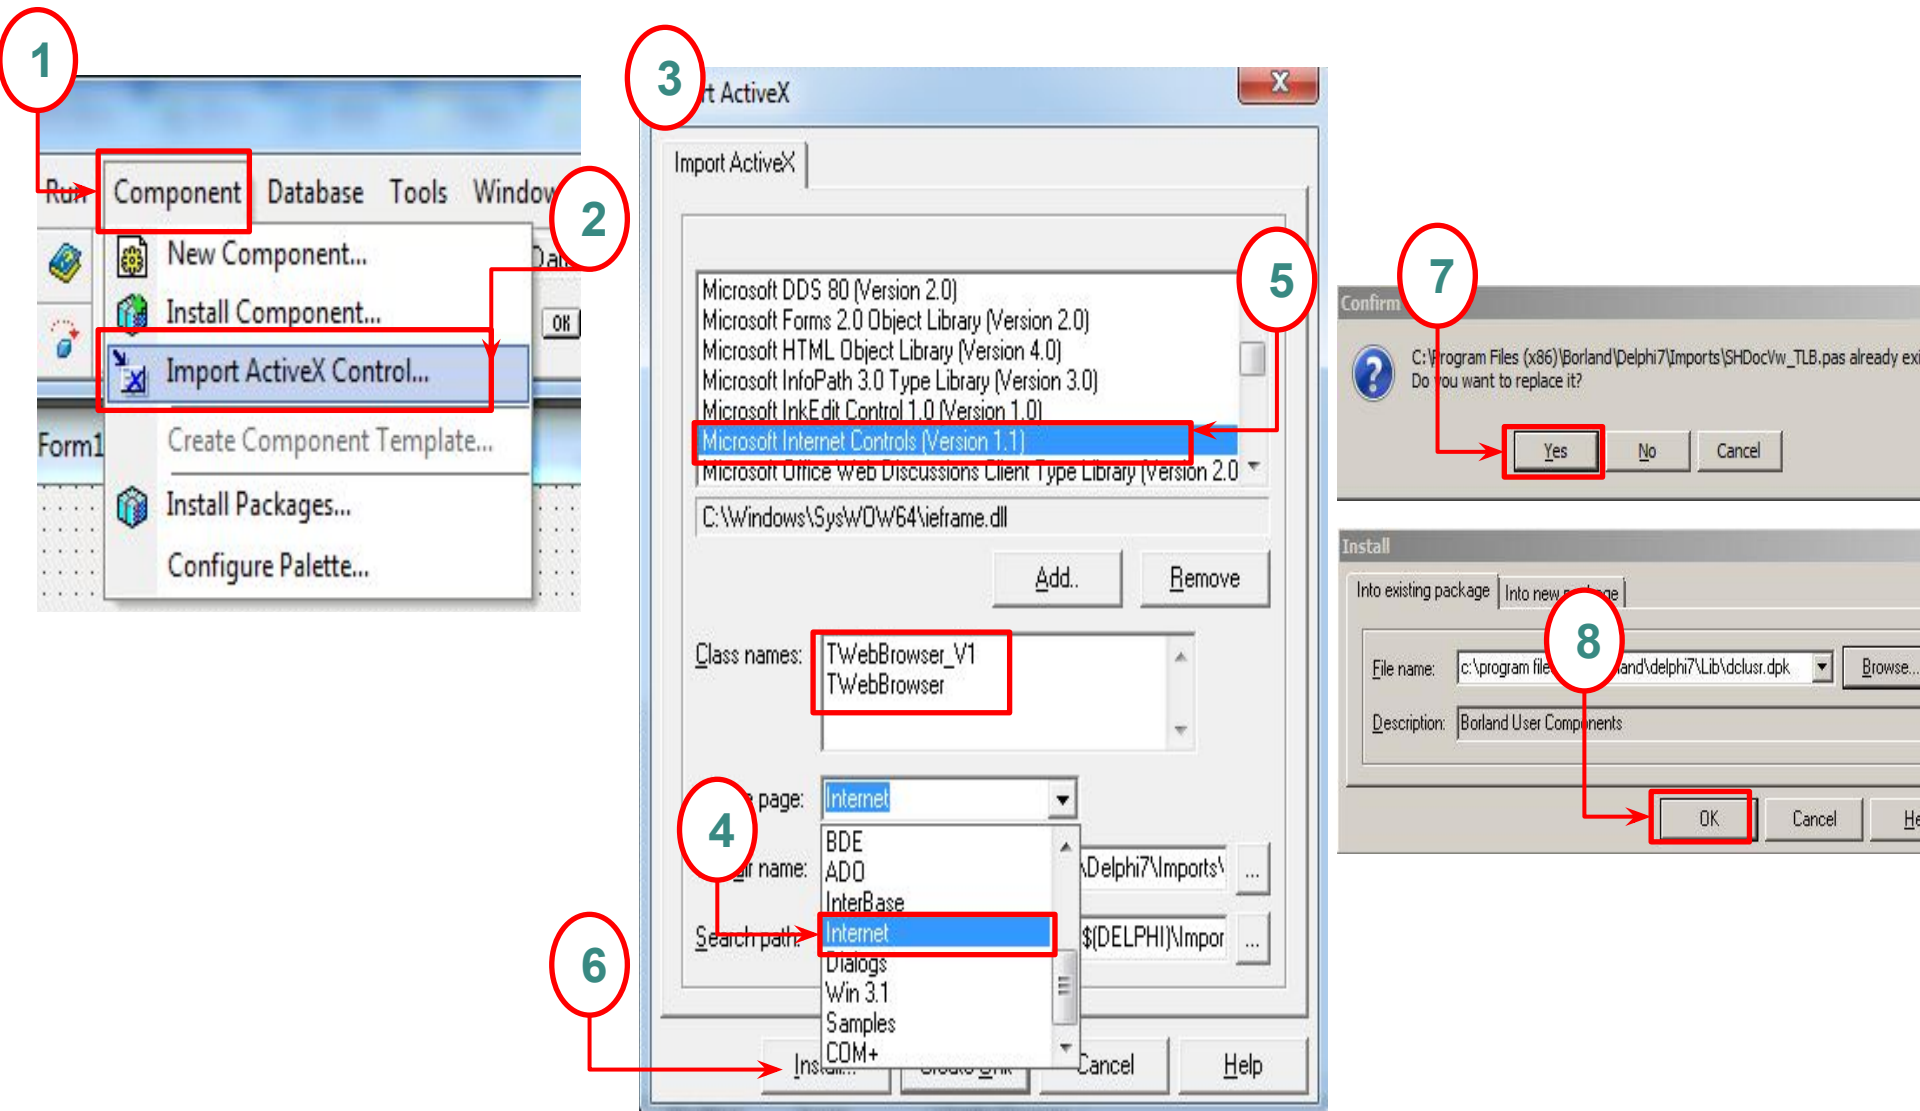 1
Run Component Database Tools Window
2
New Component...
Install Component...
OK
Import ActiveX Control...
Create Component Template...
Form1
Install Packages...
Configure Palette...
3
rt ActiveX
X
Import ActiveX
5
Microsoft DDS 80 (Version 2.0)
Microsoft Forms 2.0 Object Library (Version 2.0)
Microsoft HTML Object Library (Version 4.0)
Microsoft InfoPath 3.0 Type Library (Version 3.0)
Microsoft InkEdit Control 1.0 (Version 1.0)
Microsoft Internet Controls (Version 1.1)
Microsoft Office Web Discussions Client Type Library (Version 2.0
C:\Windows\SysWOW64\ieframe.dll
Add.. Remove
Class names: TWebBrowser_V1
TWebBrowser
page: Internet
4
BDE
name: ADO \Delphi7\Imports\ ...
InterBase
Search path: Internet $(DELPHI)\Impor ...
6
Dialogs
Win 3.1
Samples
COM+
Install... Cancel Help
7
Confirm
C:\Program Files (x86)\Borland\Delphi7\Imports\SHDocVw_TLB.pas already exi
Do you want to replace it?
Yes No Cancel
Install
Into existing package Into new package
8
File name: c:\program file and\delphi7\Lib\dclusr.dpk Browse...
Description: Borland User Components
OK Cancel He